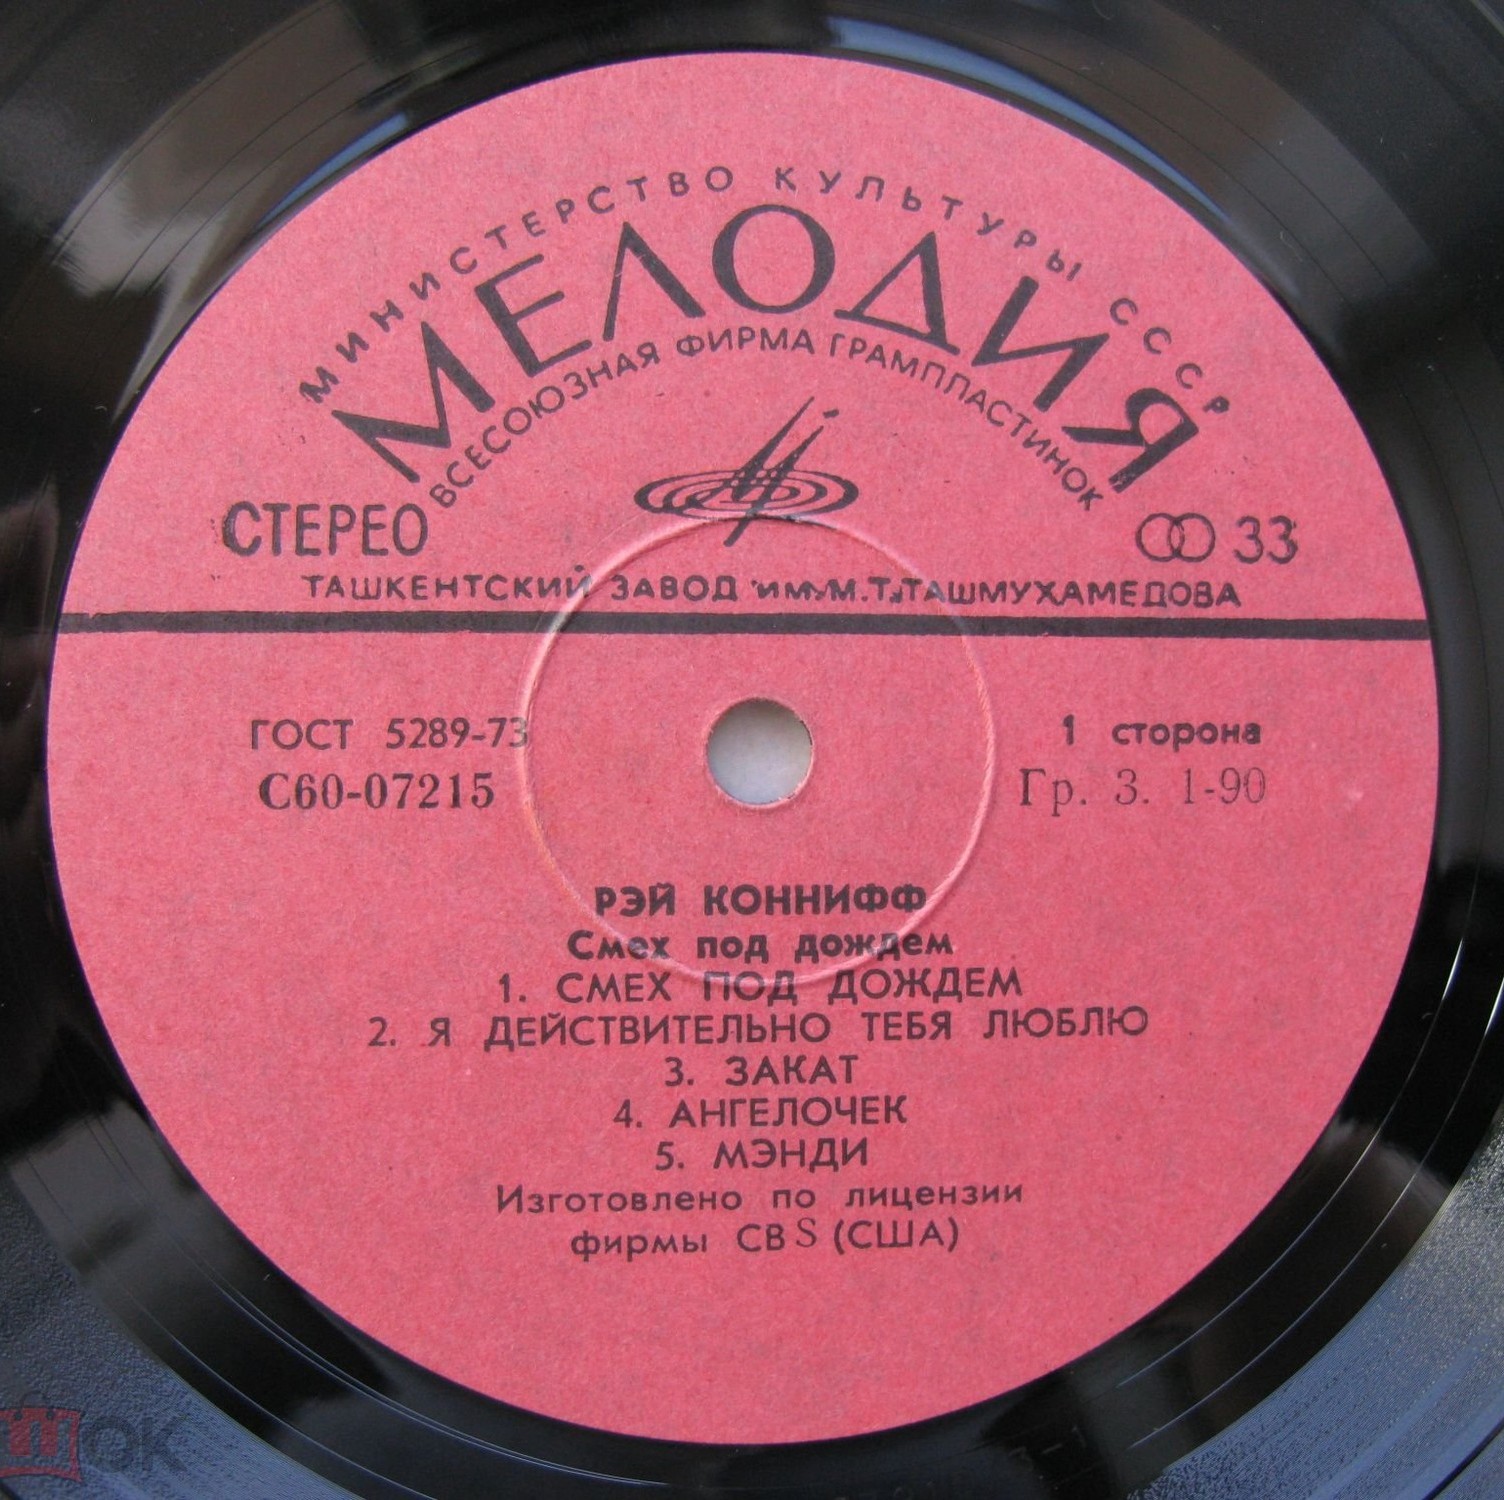 МИНИСТЕРСТВО КУЛЬТУРЫ СССР
МЕЛОДИЯ
ВСЕСОЮЗНАЯ ФИРМА ГРАМПЛАСТИНОК
СТЕРЕО
33
ТАШКЕНТСКИЙ ЗАВОД им. М.Т. ТАШМУХАМЕДОВА
ГОСТ 5289-73
1 сторона
С60-07215
Гр. 3. 1-90
РЭЙ КОННИФФ
Смех под дождем
1. СМЕХ ПОД ДОЖДЕМ
2. Я ДЕЙСТВИТЕЛЬНО ТЕБЯ ЛЮБЛЮ
3. ЗАКАТ
4. АНГЕЛОЧЕК
5. МЭНДИ
Изготовлено по лицензии
фирмы CBS (США)
ОК